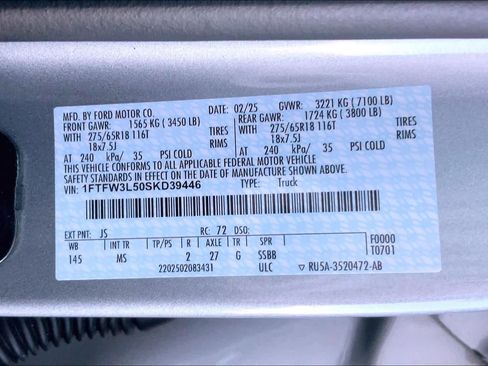 MFD. BY FORD MOTOR CO. DATE: 02/25 GVWR: 3221 KG ( 7100 LB)
FRONT GAWR: 1565 KG ( 3450 LB) REAR GAWR: 1724 KG ( 3800 LB)
WITH WITH
275/65R18 116T TIRES 275/65R18 116T TIRES
18x7.5J RIMS 18x7.5J RIMS
AT 240 kPa/ 35 PSI COLD AT 240 kPa/ 35 PSI COLD
THIS VEHICLE CONFORMS TO ALL APPLICABLE FEDERAL MOTOR VEHICLE
SAFETY STANDARDS IN EFFECT ON THE DATE OF MANUFACTURE SHOWN ABOVE.
VIN: 1FTFW3L50SKD39446 TYPE: Truck
EXT PNT: JS RC: 72 DSO:
WB INT TR TP/PS R AXLE TR SPR F0000
145 MS 2 27 G SSBB T0701
2202502083431 ULC ▽ RU5A-3520472-AB